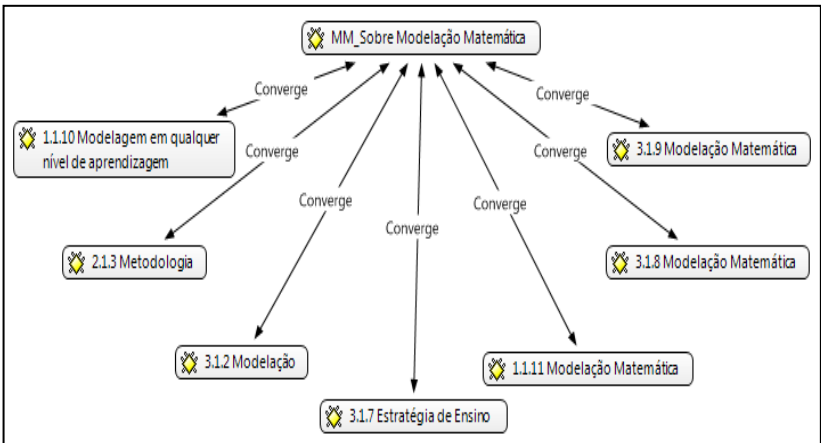 MM_Sobre Modelação Matemática
Converge
Converge
1.1.10 Modelagem em qualquer
nível de aprendizagem
3.1.9 Modelação Matemática
Converge
Converge
Converge
Converge
Converge
2.1.3 Metodologia
3.1.8 Modelação Matemática
3.1.2 Modelação
1.1.11 Modelação Matemática
3.1.7 Estratégia de Ensino